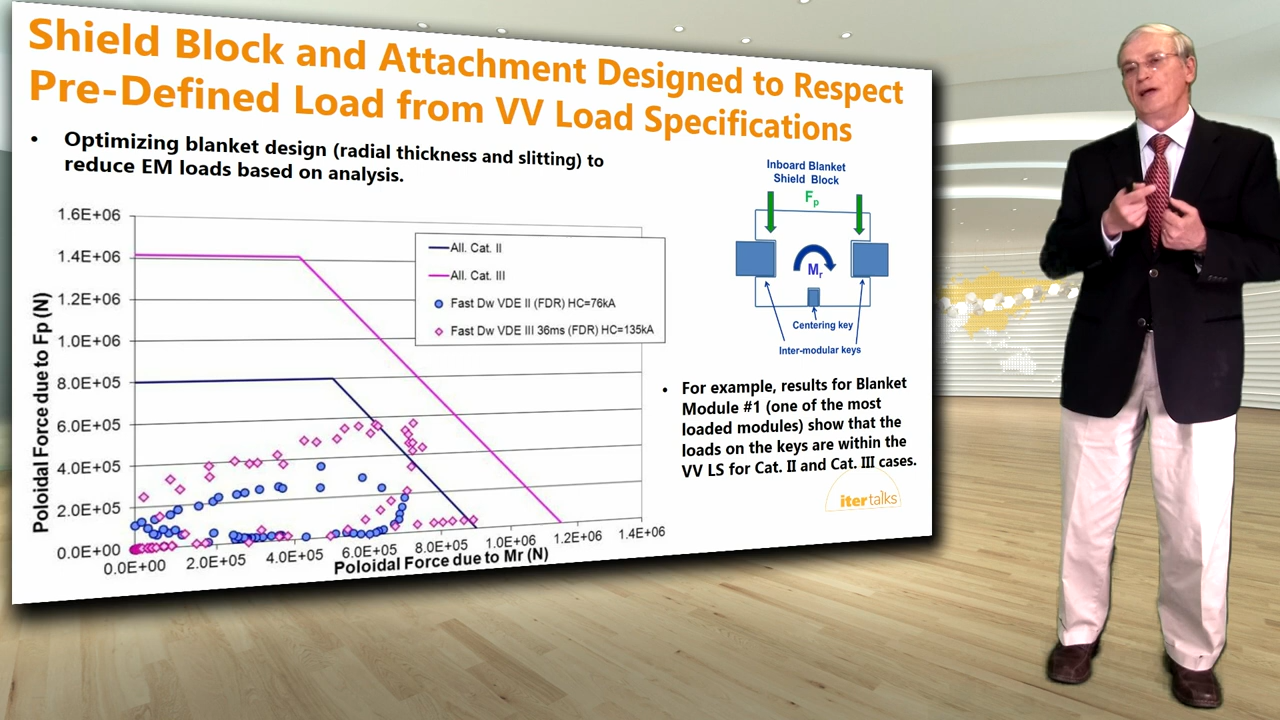 Shield Block and Attachment Designed to Respect
Pre-Defined Load from VV Load Specifications
• Optimizing blanket design (radial thickness and slitting) to
reduce EM loads based on analysis.
Poloidal Force due to Fp (N)
1.6E+06
1.4E+06
1.2E+06
1.0E+06
8.0E+05
6.0E+05
4.0E+05
2.0E+05
0.0E+00
0.0E+00 2.0E+05 4.0E+05 6.0E+05 8.0E+05 1.0E+06 1.2E+06 1.4E+06
Poloidal Force due to Mr (N)
All. Cat. II
All. Cat. III
Fast Dw VDE II (FDR) HC=76kA
Fast Dw VDE III 36ms (FDR) HC=135kA
Inboard Blanket
Shield Block
Fp
Mr
Centering key
Inter-modular keys
• For example, results for Blanket
Module #1 (one of the most
loaded modules) show that the
loads on the keys are within the
VV LS for Cat. II and Cat. III cases.
iter talks